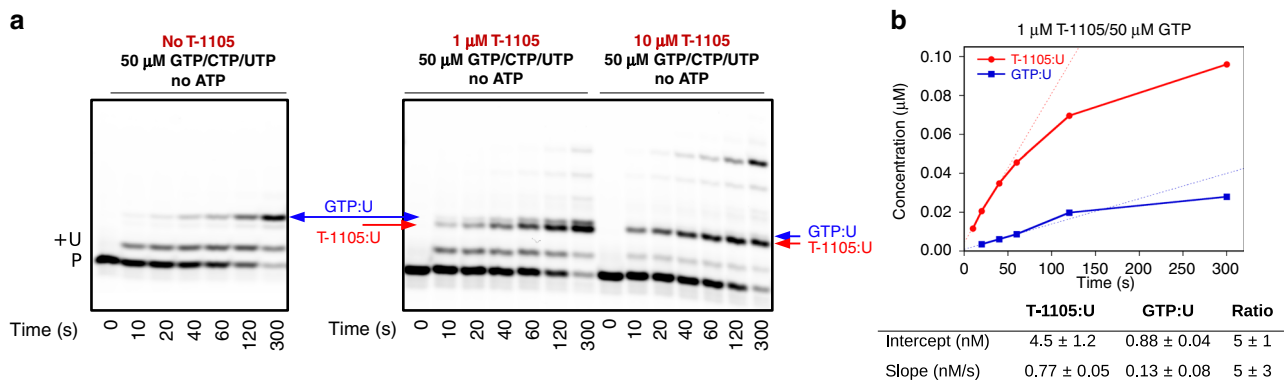 a
No T-1105
50 µM GTP/CTP/UTP
no ATP
1 µM T-1105
50 µM GTP/CTP/UTP
no ATP
10 µM T-1105
50 µM GTP/CTP/UTP
no ATP
GTP:U
T-1105:U
GTP:U
T-1105:U
+U
P
Time (s)
0 10 20 40 60 120 300
Time (s)
0 10 20 40 60 120 300 0 10 20 40 60 120 300
b
1 µM T-1105/50 µM GTP
T-1105:U
GTP:U
Concentration (µM)
0.10
0.08
0.06
0.04
0.02
0.00
0 50 100 150 200 250 300
Time (s)
T-1105:U GTP:U Ratio
Intercept (nM) 4.5 ± 1.2 0.88 ± 0.04 5 ± 1
Slope (nM/s) 0.77 ± 0.05 0.13 ± 0.08 5 ± 3